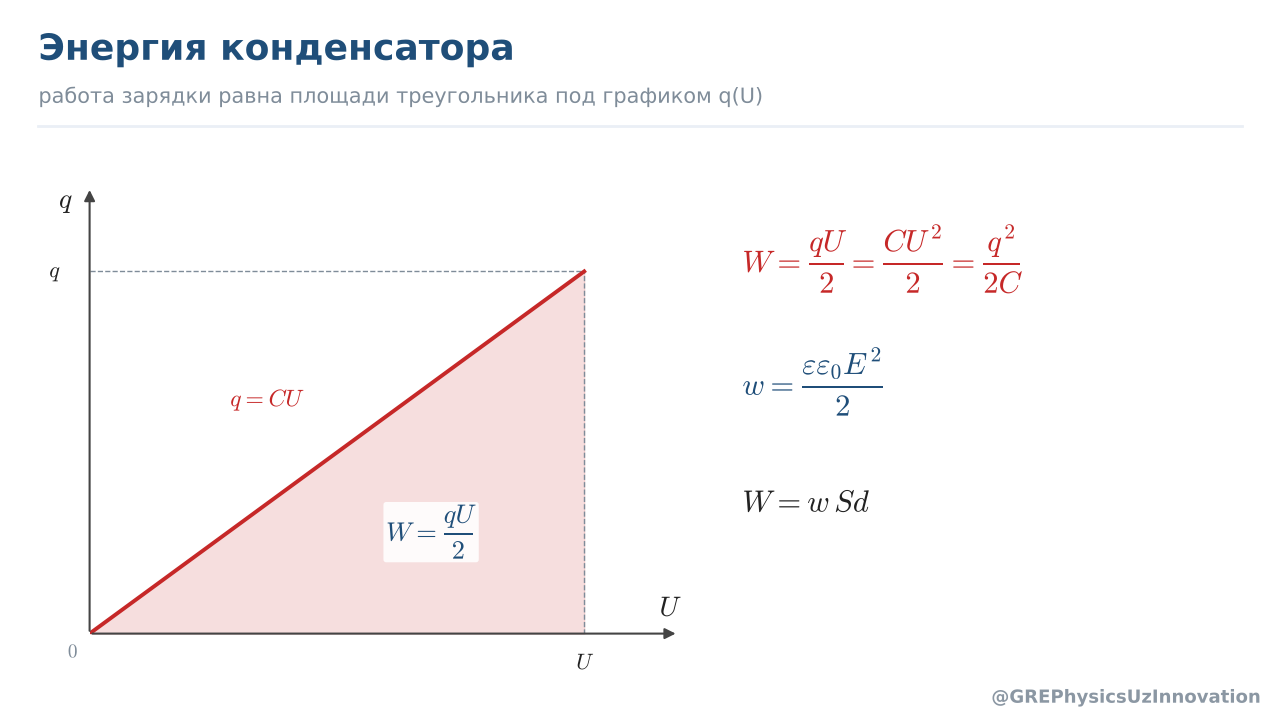 Энергия конденсатора
работа зарядки равна площади треугольника под графиком q(U)
q
q
q = CU
W = qU/2
U
0
U
W = qU/2 = CU²/2 = q²/2C
w = εε₀E²/2
W = w Sd
@GREPhysicsUzInnovation